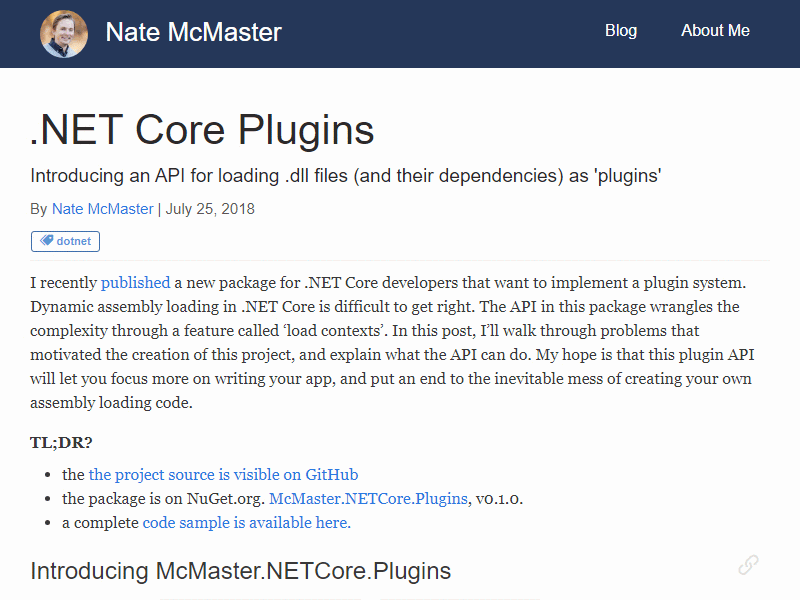 Nate McMaster
Blog
About Me
.NET Core Plugins
Introducing an API for loading .dll files (and their dependencies) as 'plugins'
By Nate McMaster | July 25, 2018
dotnet
I recently published a new package for .NET Core developers that want to implement a plugin system.
Dynamic assembly loading in .NET Core is difficult to get right. The API in this package wrangles the
complexity through a feature called ‘load contexts’. In this post, I’ll walk through problems that
motivated the creation of this project, and explain what the API can do. My hope is that this plugin API
will let you focus more on writing your app, and put an end to the inevitable mess of creating your own
assembly loading code.
TL;DR?
• the the project source is visible on GitHub
• the package is on NuGet.org. McMaster.NETCore.Plugins, v0.1.0.
• a complete code sample is available here.
Introducing McMaster.NETCore.Plugins